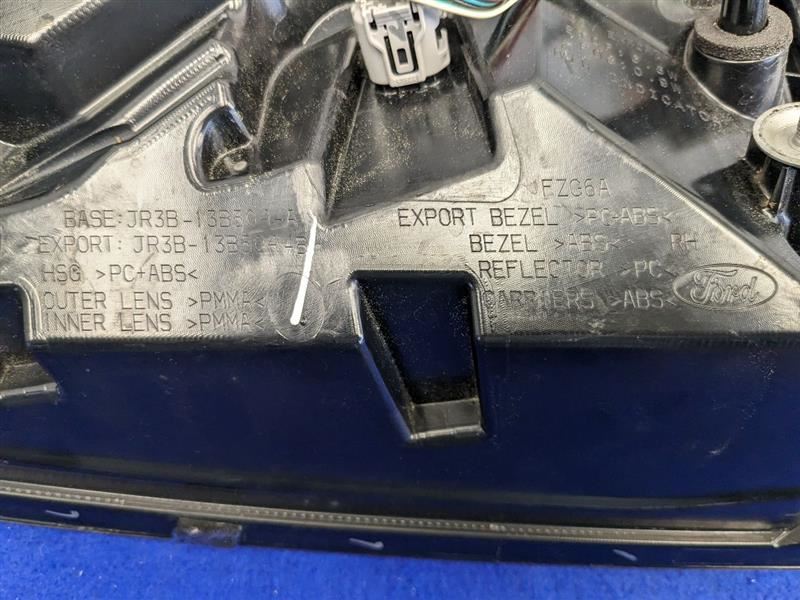 FZG6A
BASE: JR3B-13B504-A
EXPORT: JR3B-13B504-B
HSG >PC+ABS<
OUTER LENS >PMMA<
INNER LENS >PMMA<
EXPORT BEZEL >PC+ABS<
BEZEL >ABS< RH
REFLECTOR >PC<
CARRIERS >ABS<
Ford